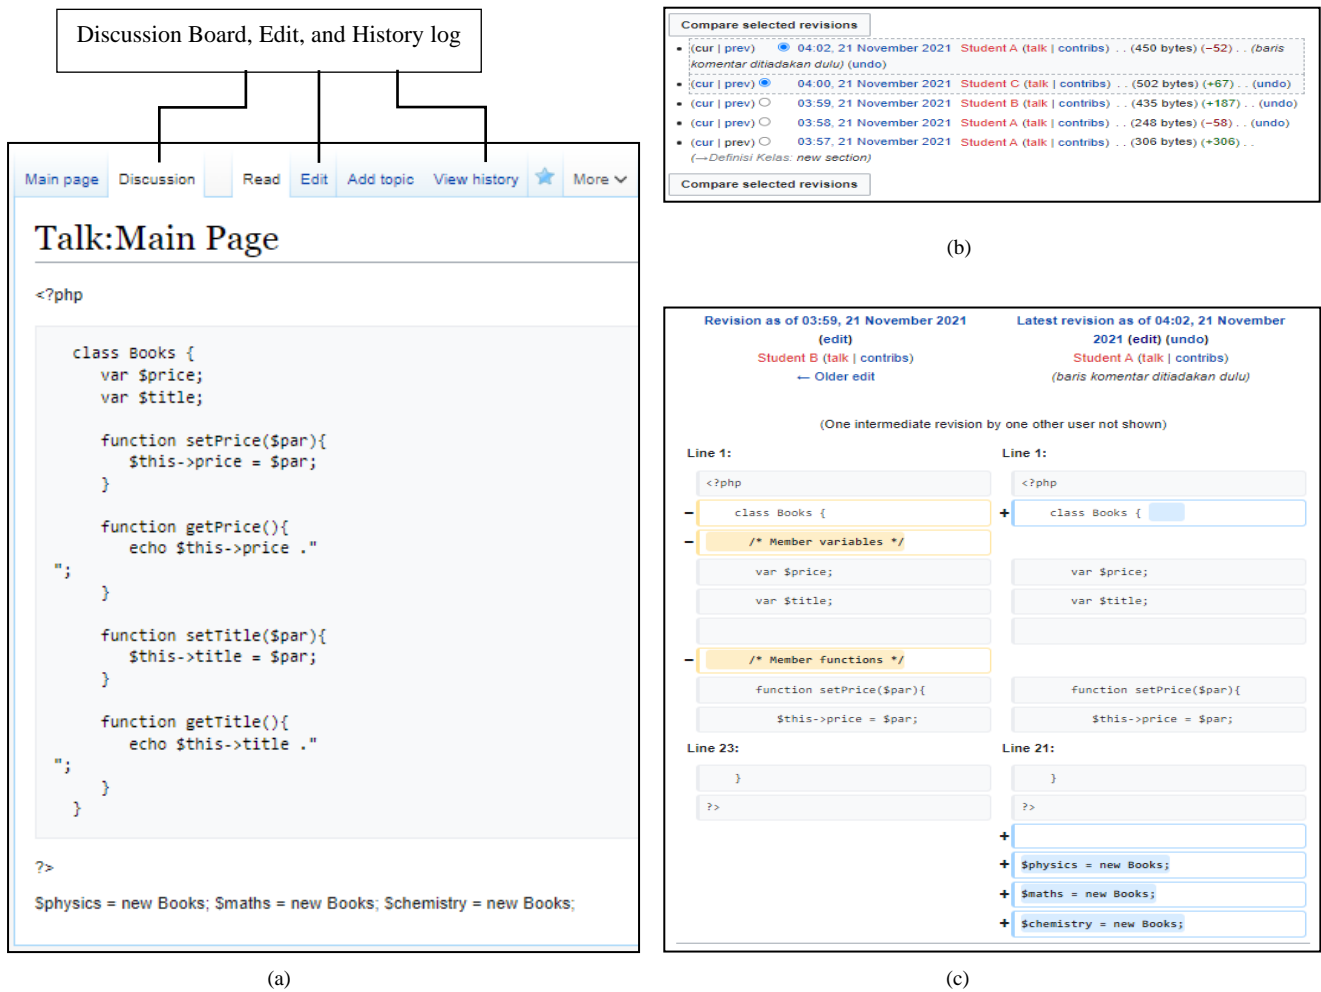 Discussion Board, Edit, and History log
Main page Discussion Read Edit Add topic View history More
Talk:Main Page
<?php
class Books {
var $price;
var $title;
function setPrice($par){
$this->price = $par;
}
function getPrice(){
echo $this->price ."
";
}
function setTitle($par){
$this->title = $par;
}
function getTitle(){
echo $this->title ."
";
}
}
?>
$physics = new Books; $maths = new Books; $chemistry = new Books;
(a)
Compare selected revisions
• (cur | prev) 04:02, 21 November 2021 Student A (talk | contribs) . . (450 bytes) (−52) . . (baris
komentar ditiadakan dulu) (undo)
• (cur | prev) 04:00, 21 November 2021 Student C (talk | contribs) . . (502 bytes) (+67) . . (undo)
• (cur | prev) 03:59, 21 November 2021 Student B (talk | contribs) . . (435 bytes) (+187) . . (undo)
• (cur | prev) 03:58, 21 November 2021 Student A (talk | contribs) . . (248 bytes) (−58) . . (undo)
• (cur | prev) 03:57, 21 November 2021 Student A (talk | contribs) . . (306 bytes) (+306) . .
(→Definisi Kelas: new section)
Compare selected revisions
(b)
Revision as of 03:59, 21 November 2021
(edit)
Student B (talk | contribs)
← Older edit
Latest revision as of 04:02, 21 November
2021 (edit) (undo)
Student A (talk | contribs)
(baris komentar ditiadakan dulu)
(One intermediate revision by one other user not shown)
Line 1: Line 1:
<?php <?php
− class Books { + class Books {
− /* Member variables */
var $price; var $price;
var $title; var $title;
− /* Member functions */
function setPrice($par){ function setPrice($par){
$this->price = $par; $this->price = $par;
Line 23: Line 21:
} }
?> ?>
+
+ $physics = new Books;
+ $maths = new Books;
+ $chemistry = new Books;
(c)